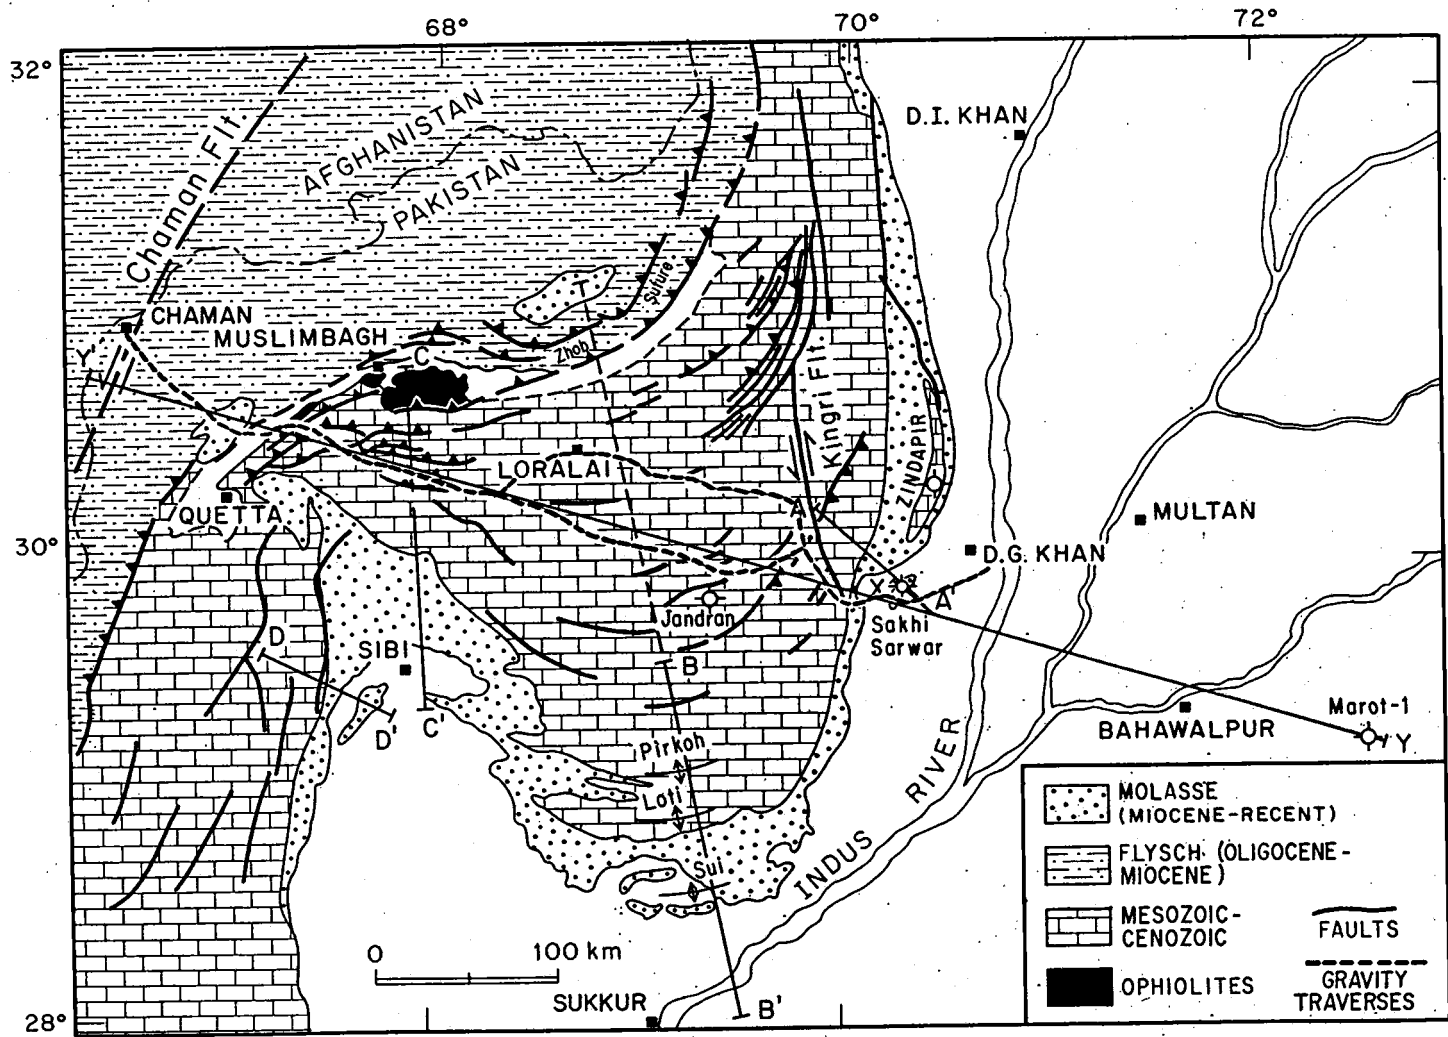 68°
70°
72°
32°
30°
28°
Chaman Flt.
AFGHANISTAN
PAKISTAN
D.I. KHAN
CHAMAN
MUSLIMBAGH
T
Suture
Zhob
C
Y'
Kingri Flt
ZINDAPIR
LORALAI
QUETTA
A
MULTAN
D.G. KHAN
X
A'
Jandran
Sakhi
Sarwar
D
SIBI
B
D'
C'
Pirkoh
Loti
Sui
BAHAWALPUR
Marot-1
Y
INDUS RIVER
0 100 km
SUKKUR
B'
MOLASSE
(MIOCENE-RECENT)
FLYSCH (OLIGOCENE-
MIOCENE)
MESOZOIC-
CENOZOIC
OPHIOLITES
FAULTS
GRAVITY
TRAVERSES